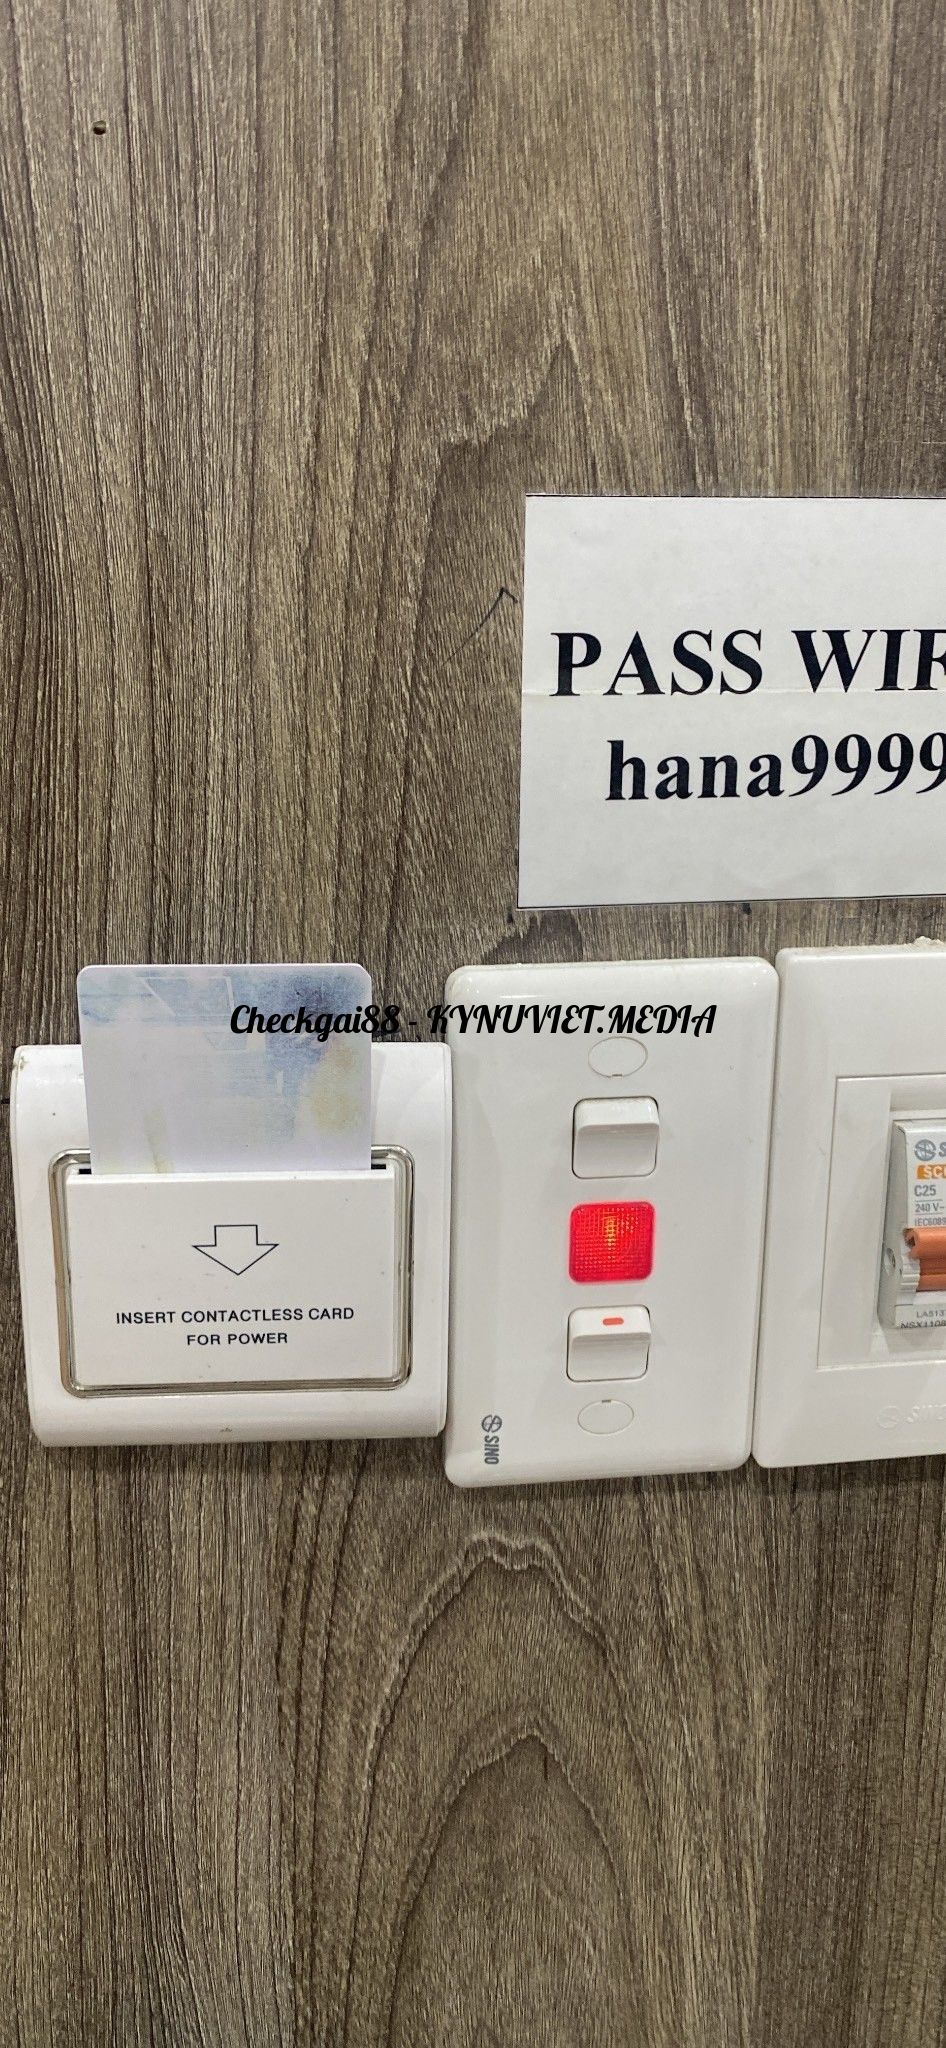 PASS WIF
hana9999
Checkgai88 - KYNUVIET.MEDIA
INSERT CONTACTLESS CARD
FOR POWER
SINO
C25
240 V~